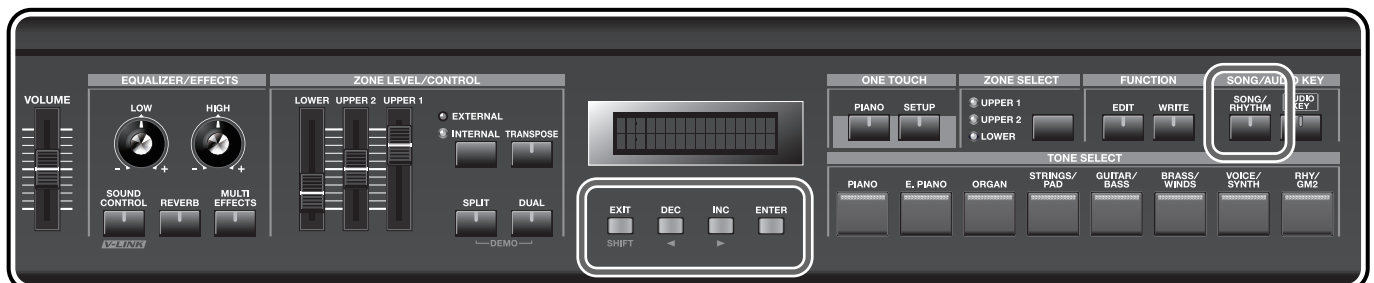 VOLUME
EQUALIZER/EFFECTS
LOW
HIGH
- +
- +
SOUND
CONTROL
REVERB
MULTI
EFFECTS
V-LINK
ZONE LEVEL/CONTROL
LOWER
UPPER 2
UPPER 1
EXTERNAL
INTERNAL
TRANSPOSE
SPLIT
DUAL
DEMO
EXIT
DEC
INC
ENTER
SHIFT
ONE TOUCH
PIANO
SETUP
ZONE SELECT
UPPER 1
UPPER 2
LOWER
FUNCTION
EDIT
WRITE
SONG/AUDIO KEY
SONG/
RHYTHM
AUDIO
KEY
TONE SELECT
PIANO
E. PIANO
ORGAN
STRINGS/
PAD
GUITAR/
BASS
BRASS/
WINDS
VOICE/
SYNTH
RHY/
GM2